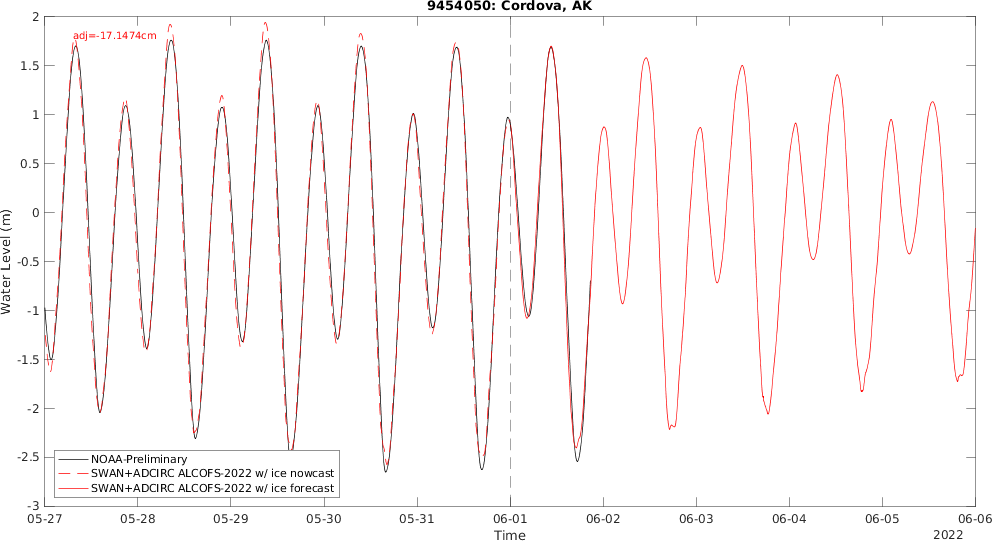 9454050: Cordova, AK
adj=-17.1474cm
2
1.5
1
0.5
0
-0.5
-1
-1.5
-2
-2.5
-3
Water Level (m)
NOAA-Preliminary
SWAN+ADCIRC ALCOFS-2022 w/ ice nowcast
SWAN+ADCIRC ALCOFS-2022 w/ ice forecast
05-27 05-28 05-29 05-30 05-31 06-01 06-02 06-03 06-04 06-05 06-06
Time
2022